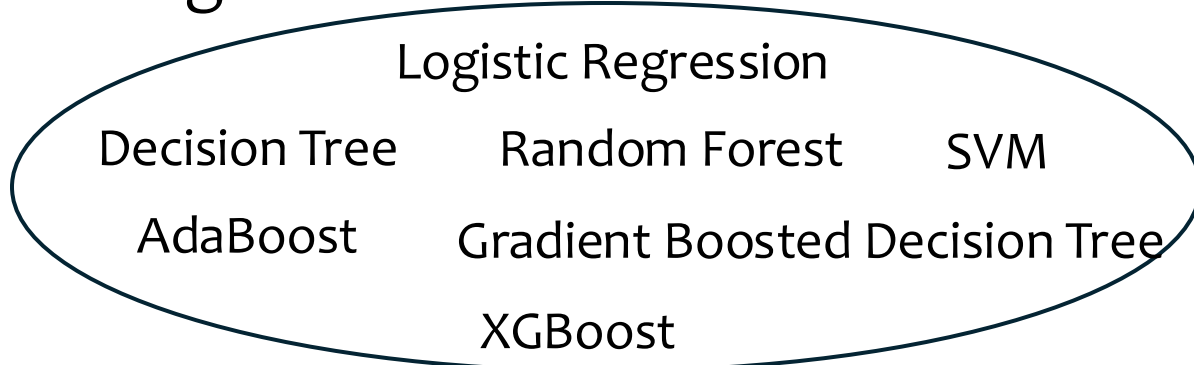 Logistic Regression
Decision Tree Random Forest SVM
AdaBoost Gradient Boosted Decision Tree
XGBoost